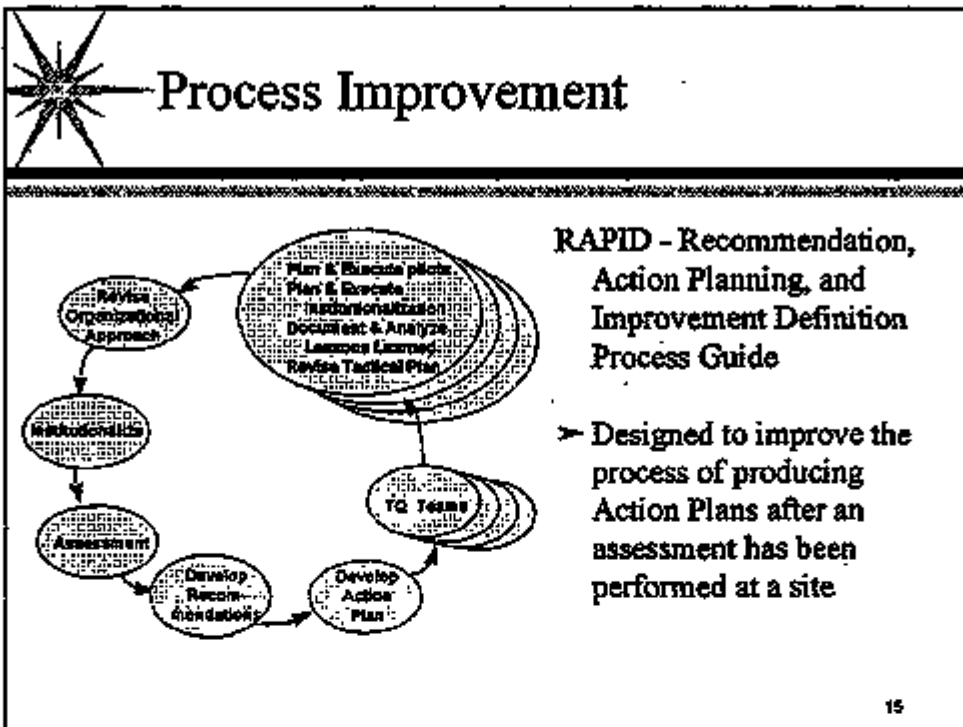 Process Improvement
RAPID - Recommendation,
Action Planning, and
Improvement Definition
Process Guide
➢ Designed to improve the
process of producing
Action Plans after an
assessment has been
performed at a site
Plan & Execute pilots
Plan & Execute
Institutionalization
Document & Analyze
Lessons Learned
Revise Tactical Plan
Revise
Organizational
Approach
Institutionalize
Assessment
Develop
Recom-
mendations
Develop
Action
Plan
TQ Teams
15